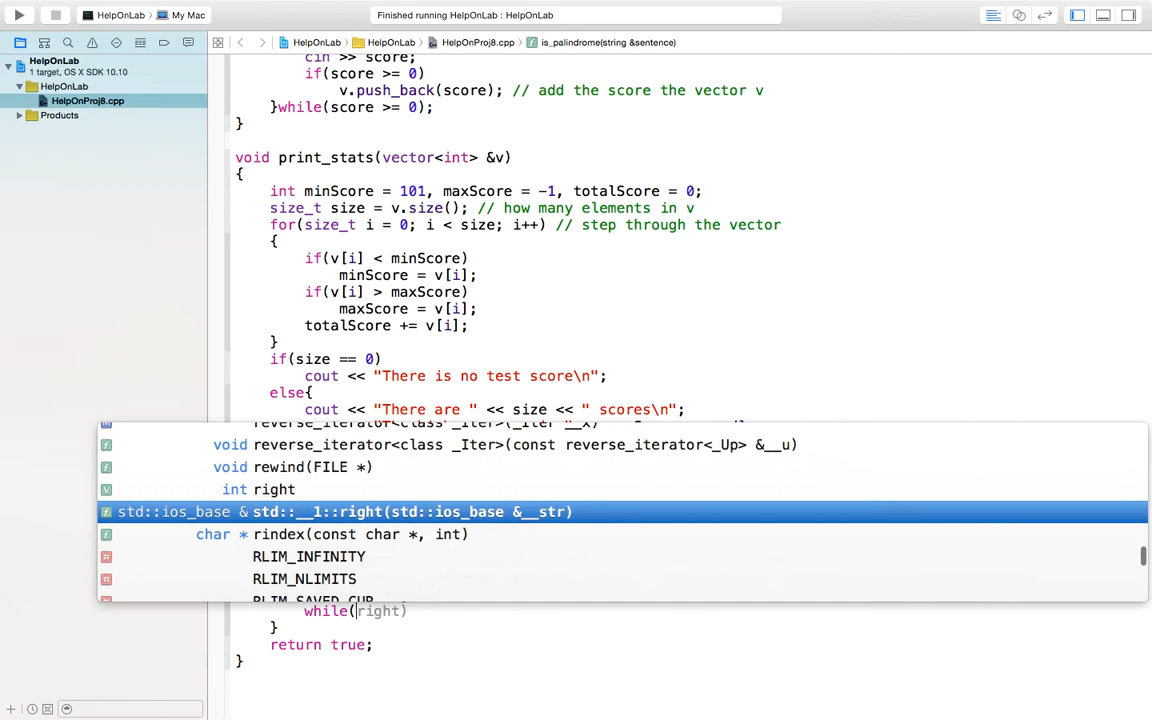 HelpOnLab › My Mac
Finished running HelpOnLab : HelpOnLab
HelpOnLab › HelpOnLab › HelpOnProj8.cpp › is_palindrome(string &sentence)
HelpOnLab
1 target, OS X SDK 10.10
HelpOnLab
HelpOnProj8.cpp
Products
cin >> score;
if(score >= 0)
v.push_back(score); // add the score the vector v
}while(score >= 0);
}
void print_stats(vector<int> &v)
{
int minScore = 101, maxScore = -1, totalScore = 0;
size_t size = v.size(); // how many elements in v
for(size_t i = 0; i < size; i++) // step through the vector
{
if(v[i] < minScore)
minScore = v[i];
if(v[i] > maxScore)
maxScore = v[i];
totalScore += v[i];
}
if(size == 0)
cout << "There is no test score\n";
else{
cout << "There are " << size << " scores\n";
reverse_iterator<class _Iter>(_Iter __x)
void reverse_iterator<class _Iter>(const reverse_iterator<_Up> &__u)
void rewind(FILE *)
int right
std::ios_base & std::__1::right(std::ios_base &__str)
char * rindex(const char *, int)
RLIM_INFINITY
RLIM_NLIMITS
RLIM_SAVED_CUR
while(right)
}
return true;
}